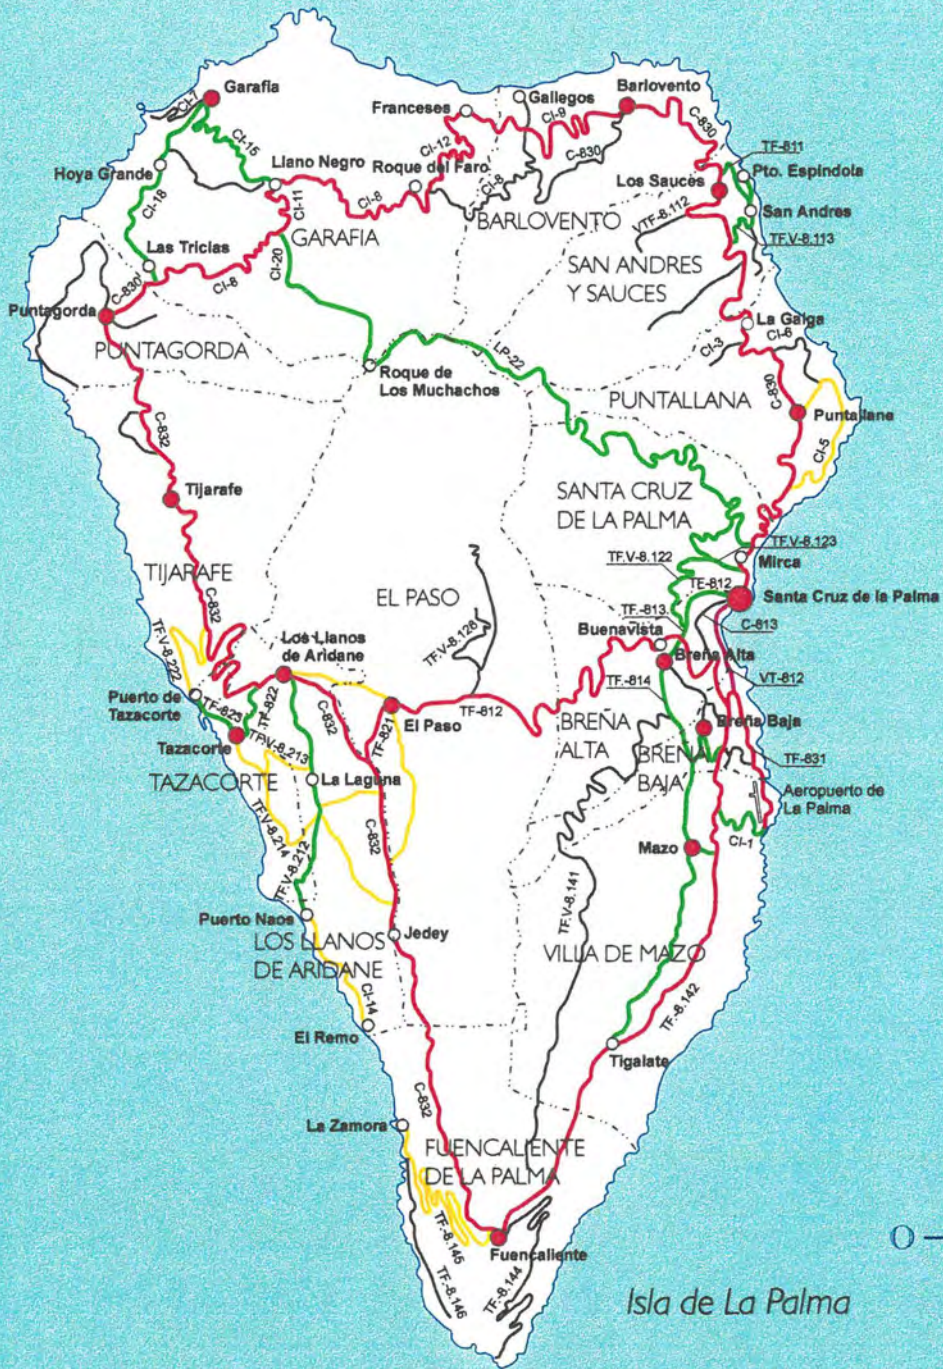 Garafia
CI-7
CI-15
Franceses
Gallegos
CI-9
Barlovento
C-830
CI-12
C-830
TF-811
Hoya Grande
Llano Negro
Roque del Faro
CI-8
Pto. Espindola
CI-18
CI-11
CI-8
Los Sauces
BARLOVENTO
VTF-8.112
San Andres
GARAFIA
TF.V-8.113
Las Tricias
CI-20
SAN ANDRES
Y SAUCES
C-830
CI-8
Puntagorda
La Galga
CI-6
CI-3
PUNTAGORDA
LP-22
Roque de
Los Muchachos
C-830
PUNTALLANA
Puntallane
C-832
CI-5
Tijarafe
SANTA CRUZ
DE LA PALMA
TF.V-8.123
TF.V-8.122
Mirca
TIJARAFE
TE-812
EL PASO
Santa Cruz de la Palma
TF.-813.
C-832
C-813
Buenavista
TF.V-8.128
Los Llanos
de Aridane
Breña Alta
TF.V-8.222
TF.-814
VT-812
Puerto de
Tazacorte
TF-823
TF-822
El Paso
TF-812
C-832
TF-821
BREÑA
ALTA
Breña Baja
Tazacorte
TF.V-8.213
BREÑA
BAJA
TF-831
TAZACORTE
La Laguna
Aeropuerto de
La Palma
TF.V-8.214
C-832
CI-1
Mazo
TF.V-8.212
TF.V-8.141
Puerto Naos
Jedey
LOS LLANOS
DE ARIDANE
VILLA DE MAZO
CI-14
TF.-8.142
El Remo
Tigalate
C-832
La Zamora
FUENCALIENTE
DE LA PALMA
TF.-8.145
Fuencaliente
TF.-8.146
TF.-8.144
O
Isla de La Palma